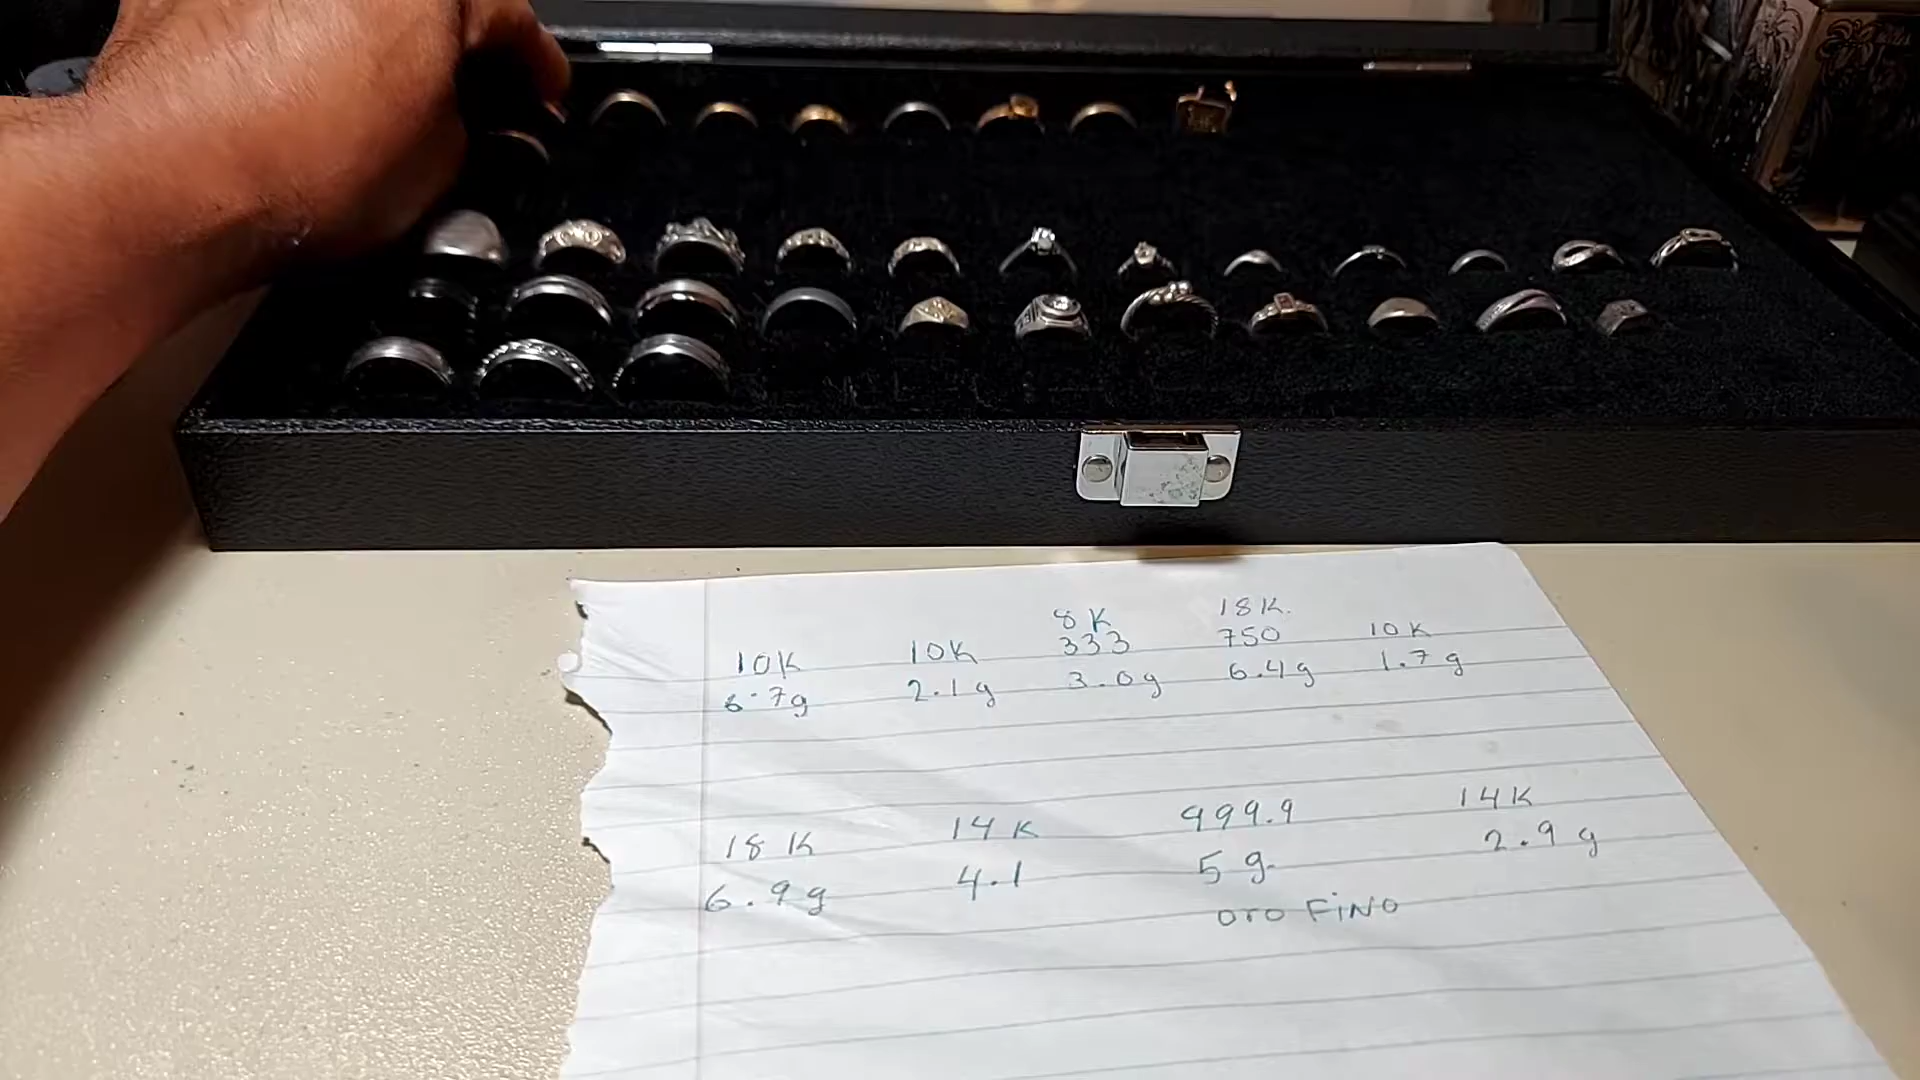 8K 18K.
10K 10K 333 750 10K
6.7g 2.1g 3.0g 6.4g 1.7g
18K 14K 999.9 14K
6.9g 4.1 5g. 2.9g
oro FiNO